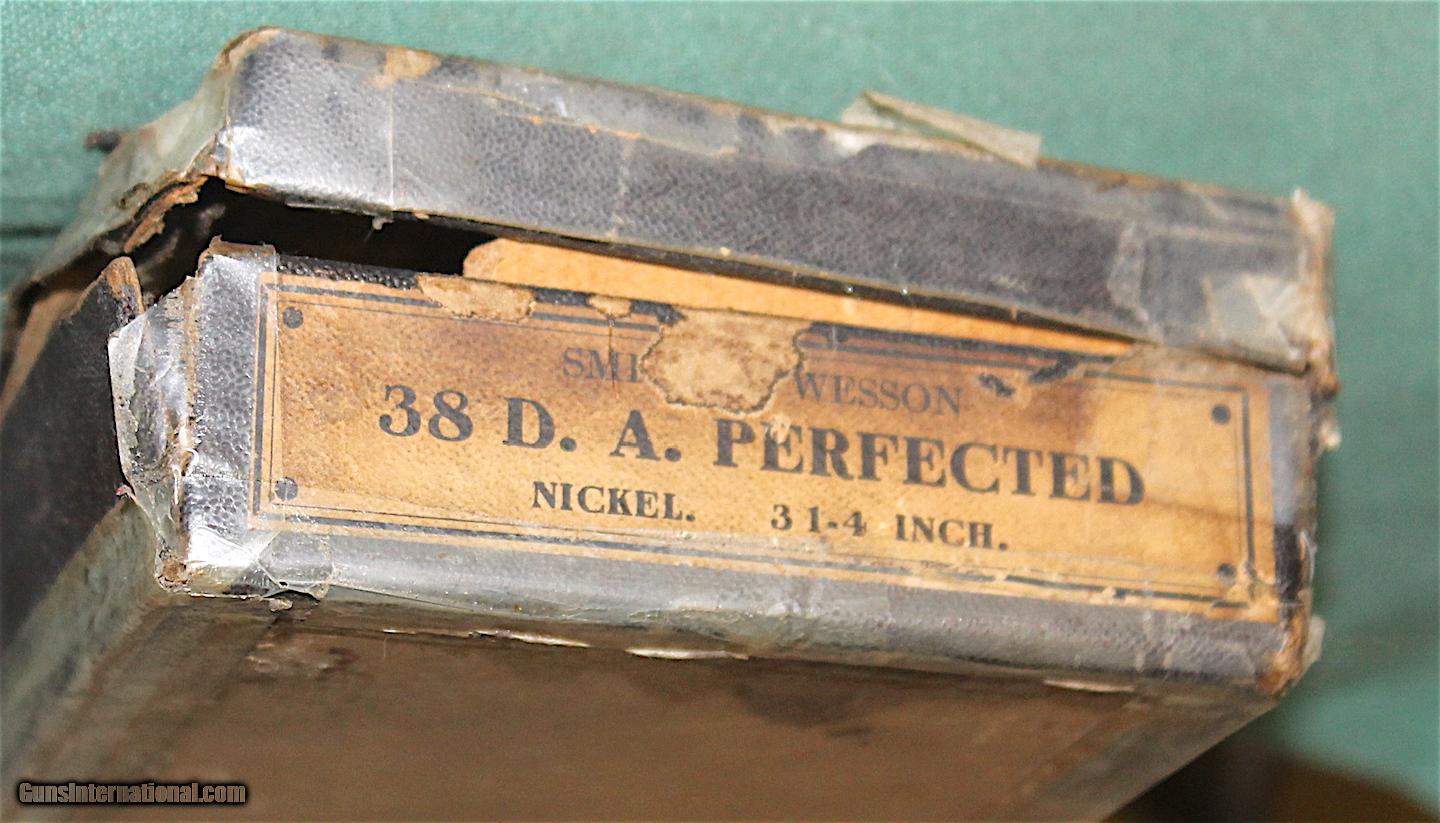 SMI WESSON
38 D. A. PERFECTED
NICKEL. 3 1-4 INCH.
GunsInternational.com